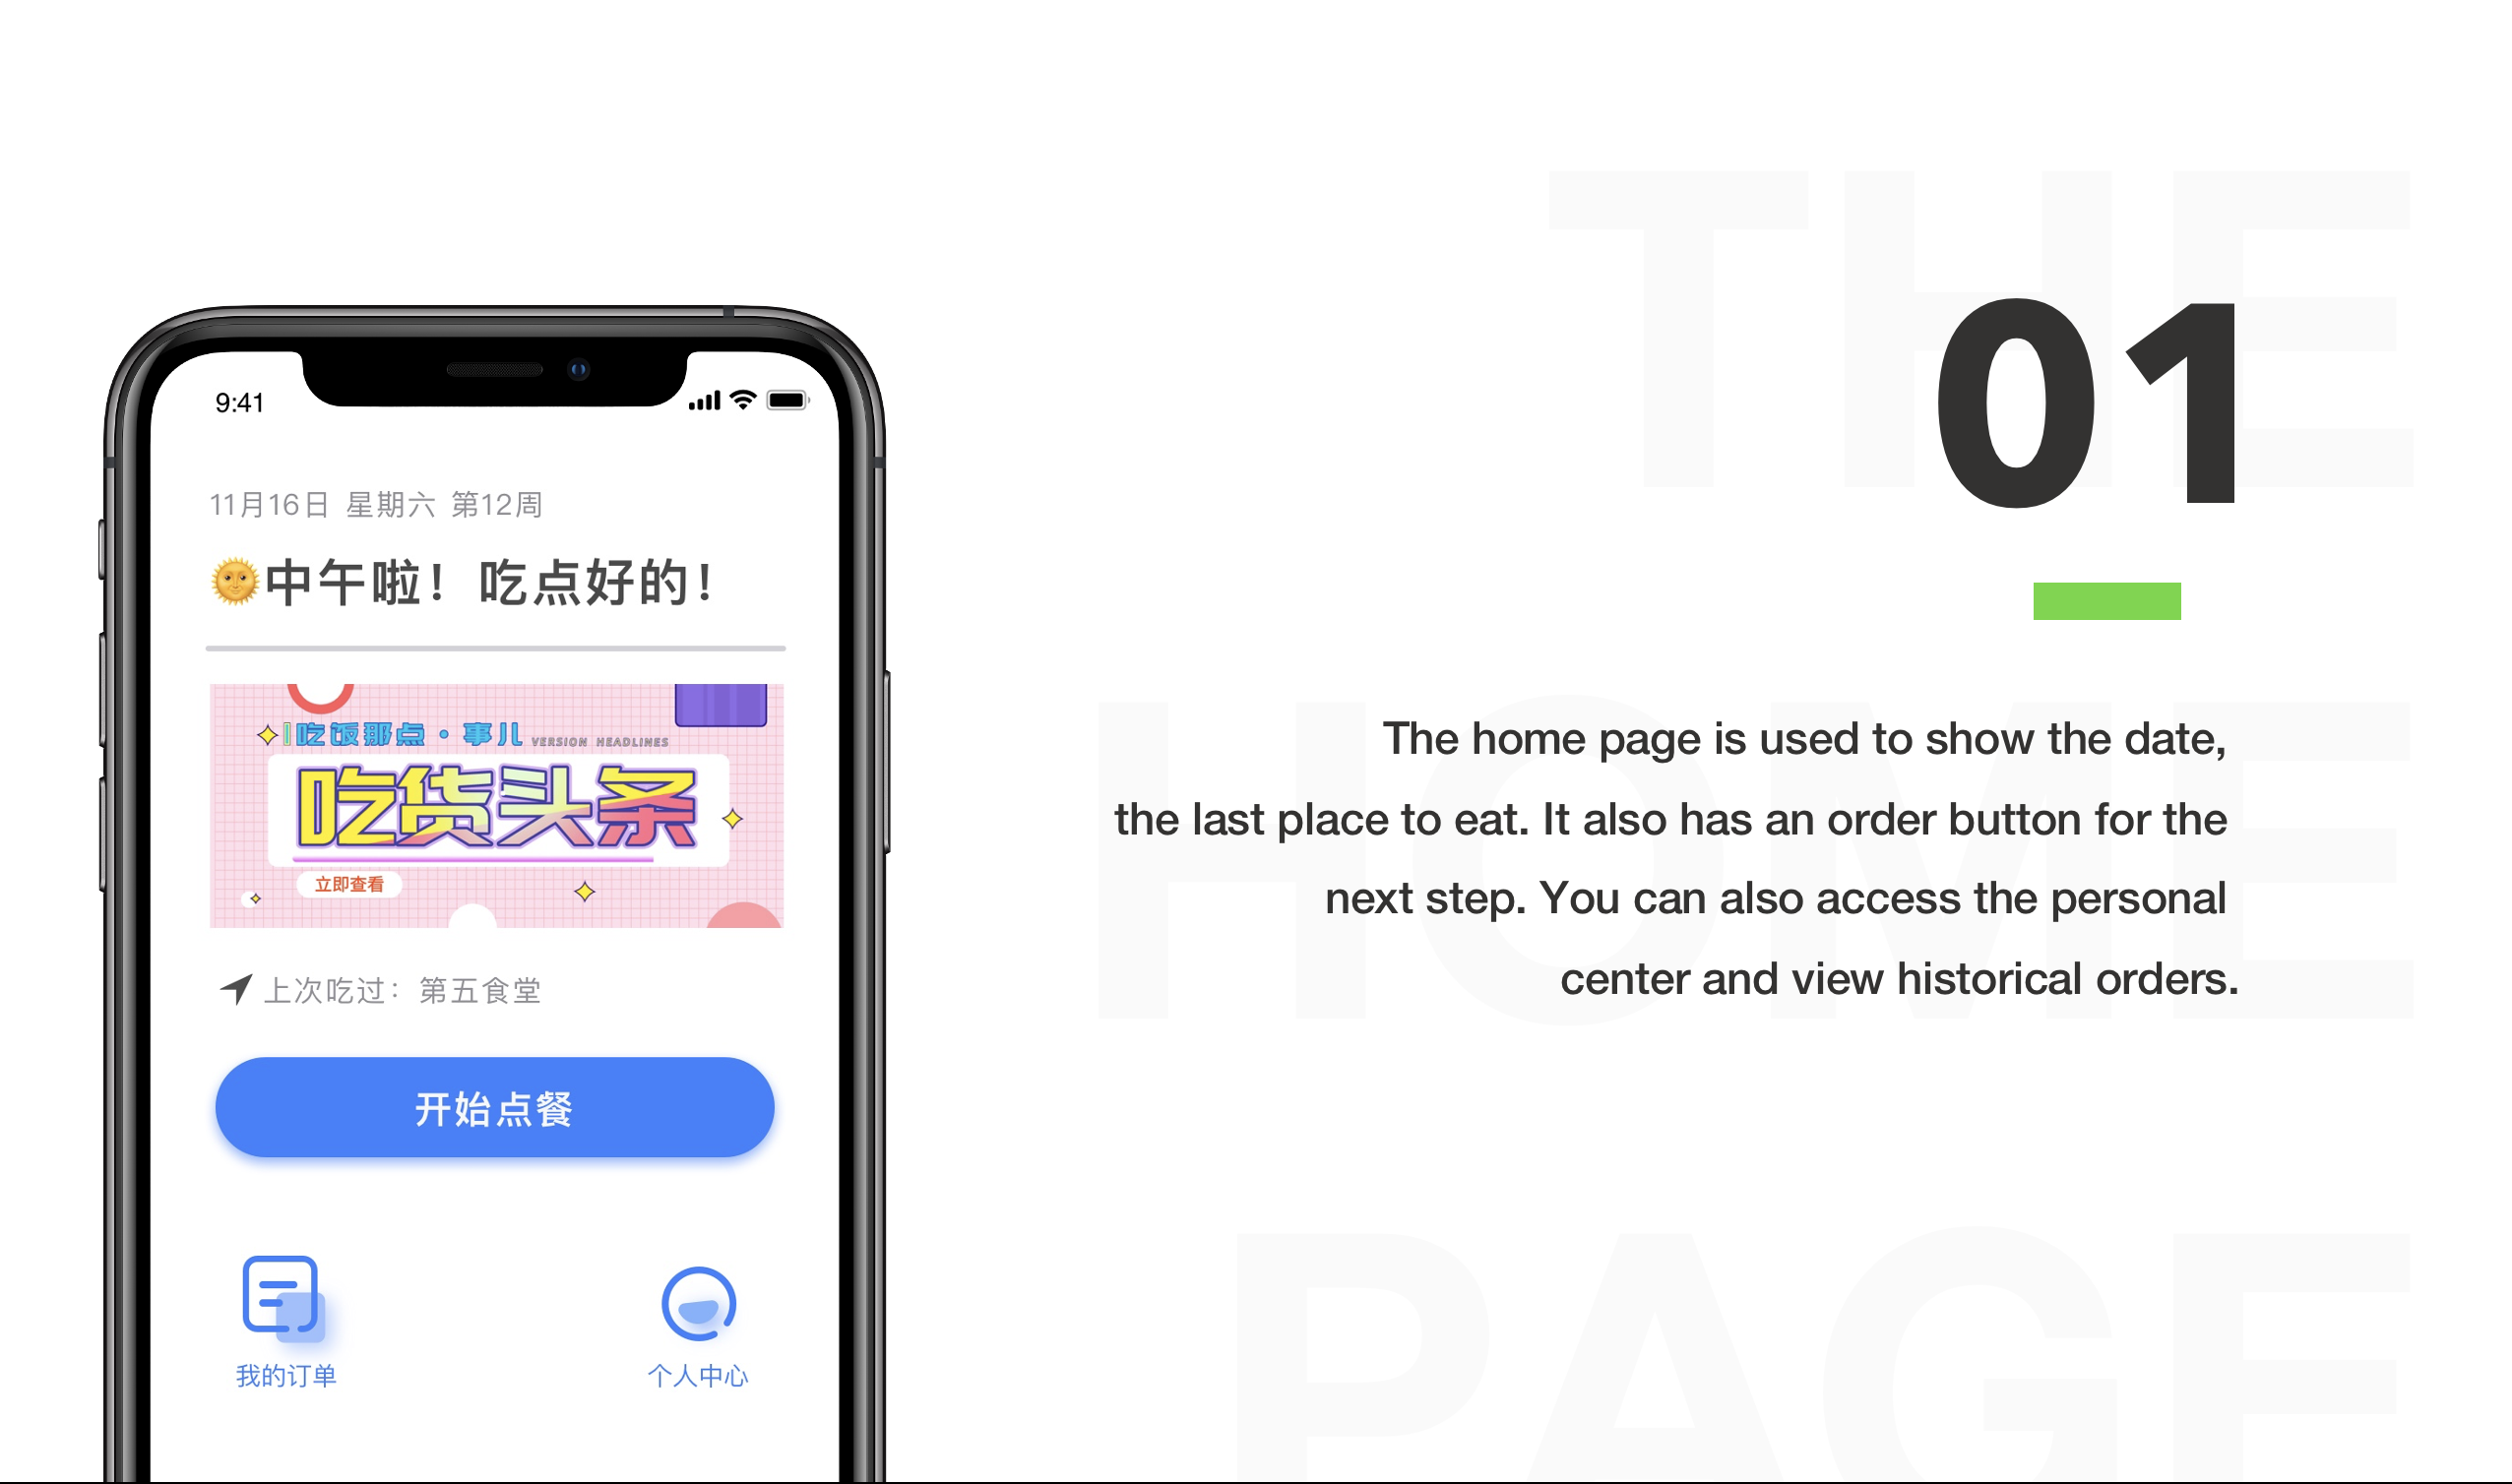 9:41
11月16日 星期六 第12周
🌞中午啦！吃点好的！
吃饭那点·事儿 VERSION HEADLINES
吃货头条
立即查看
上次吃过：第五食堂
开始点餐
我的订单
个人中心
THE
01
HOME
The home page is used to show the date,
the last place to eat. It also has an order button for the
next step. You can also access the personal
center and view historical orders.
PAGE